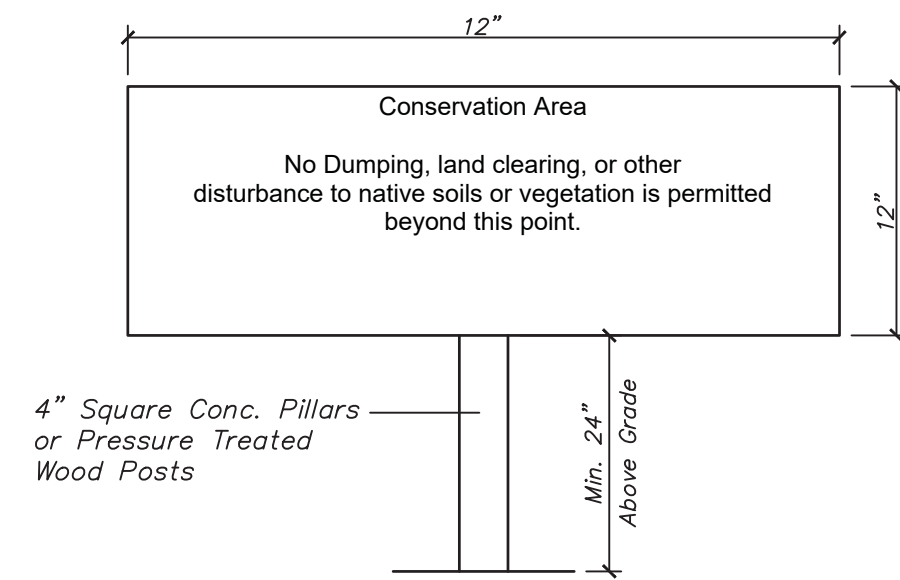 12"
Conservation Area
No Dumping, land clearing, or other
disturbance to native soils or vegetation is permitted
beyond this point.
12"
4" Square Conc. Pillars
or Pressure Treated
Wood Posts
Min. 24"
Above Grade